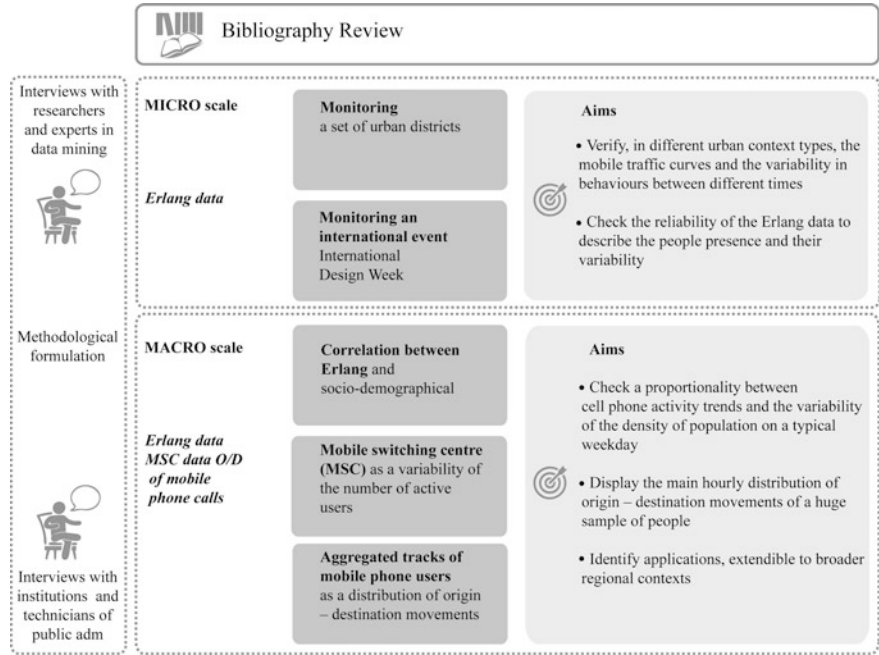 Bibliography Review
Interviews with
researchers
and experts in
data mining
Methodological
formulation
Interviews with
institutions and
technicians of
public adm
MICRO scale
Erlang data
Monitoring
a set of urban districts
Monitoring an
international event
International
Design Week
Aims
• Verify, in different urban context types, the
mobile traffic curves and the variability in
behaviours between different times
• Check the reliability of the Erlang data to
describe the people presence and their
variability
MACRO scale
Erlang data
MSC data O/D
of mobile
phone calls
Correlation between
Erlang and
socio-demographical
Mobile switching centre
(MSC) as a variability of
the number of active
users
Aggregated tracks of
mobile phone users
as a distribution of origin
– destination movements
Aims
• Check a proportionality between
cell phone activity trends and the variability
of the density of population on a typical
weekday
• Display the main hourly distribution of
origin – destination movements of a huge
sample of people
• Identify applications, extendible to broader
regional contexts